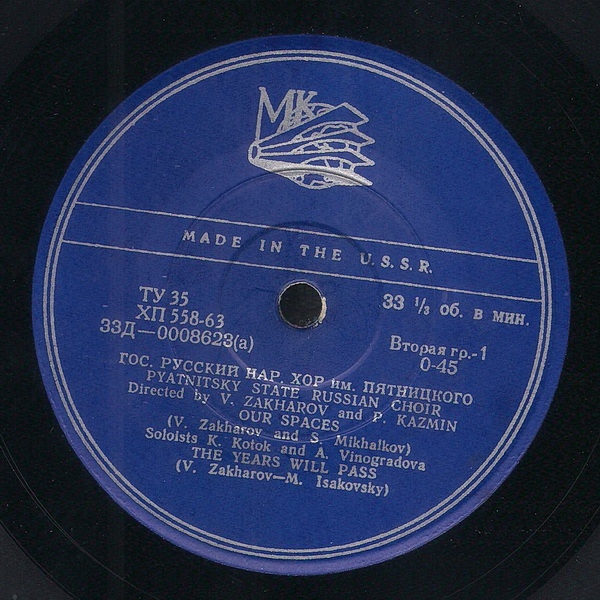 МК
MADE IN THE U.S.S.R.
ТУ 35
ХП 558-63
33Д—0008623(а)
33 ⅓ об. в мин.
Вторая гр.-1
0-45
ГОС. РУССКИЙ НАР. ХОР им. ПЯТНИЦКОГО
PYATNITSKY STATE RUSSIAN CHOIR
Directed by V. ZAKHAROV and P. KAZMIN
OUR SPACES
(V. Zakharov and S. Mikhalkov)
Soloists K. Kotok and A. Vinogradova
THE YEARS WILL PASS
(V. Zakharov—M. Isakovsky)